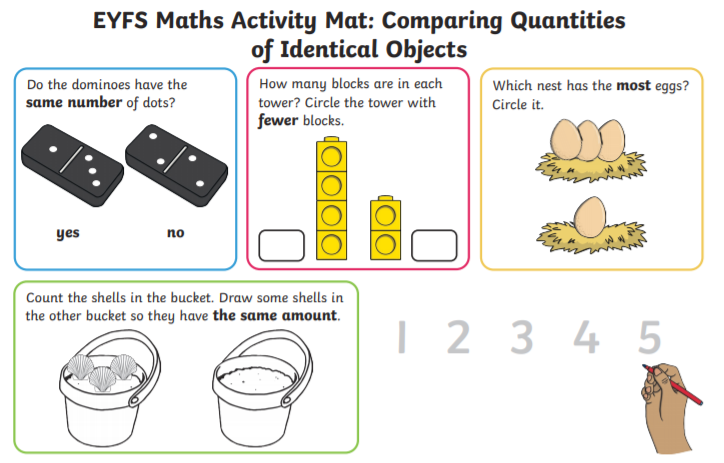 EYFS Maths Activity Mat: Comparing Quantities
of Identical Objects
Do the dominoes have the
same number of dots?
yes no
How many blocks are in each
tower? Circle the tower with
fewer blocks.
Which nest has the most eggs?
Circle it.
Count the shells in the bucket. Draw some shells in
the other bucket so they have the same amount.
1 2 3 4 5